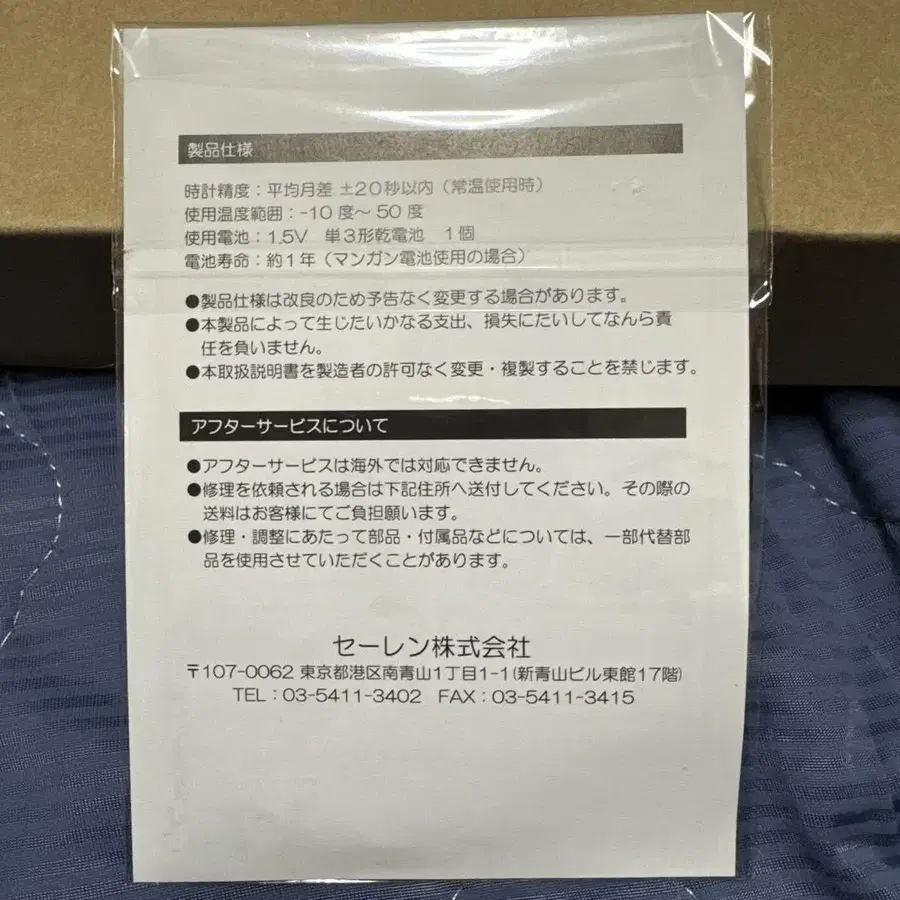 製品仕様
時計精度：平均月差 ±20秒以内（常温使用時）
使用温度範囲：-10 度～ 50 度
使用電池：1.5V　単３形乾電池　１個
電池寿命：約１年（マンガン電池使用の場合）
●製品仕様は改良のため予告なく変更する場合があります。
●本製品によって生じたいかなる支出、損失にたいしてなんら責
任を負いません。
●本取扱説明書を製造者の許可なく変更・複製することを禁じます。
アフターサービスについて
●アフターサービスは海外では対応できません。
●修理を依頼される場合は下記住所へ送付してください。その際の
送料はお客様にてご負担願います。
●修理・調整にあたって部品・付属品などについては、一部代替部
品を使用させていただくことがあります。
セーレン株式会社
〒107-0062 東京都港区南青山1丁目1-1(新青山ビル東館17階)
TEL：03-5411-3402　FAX：03-5411-3415